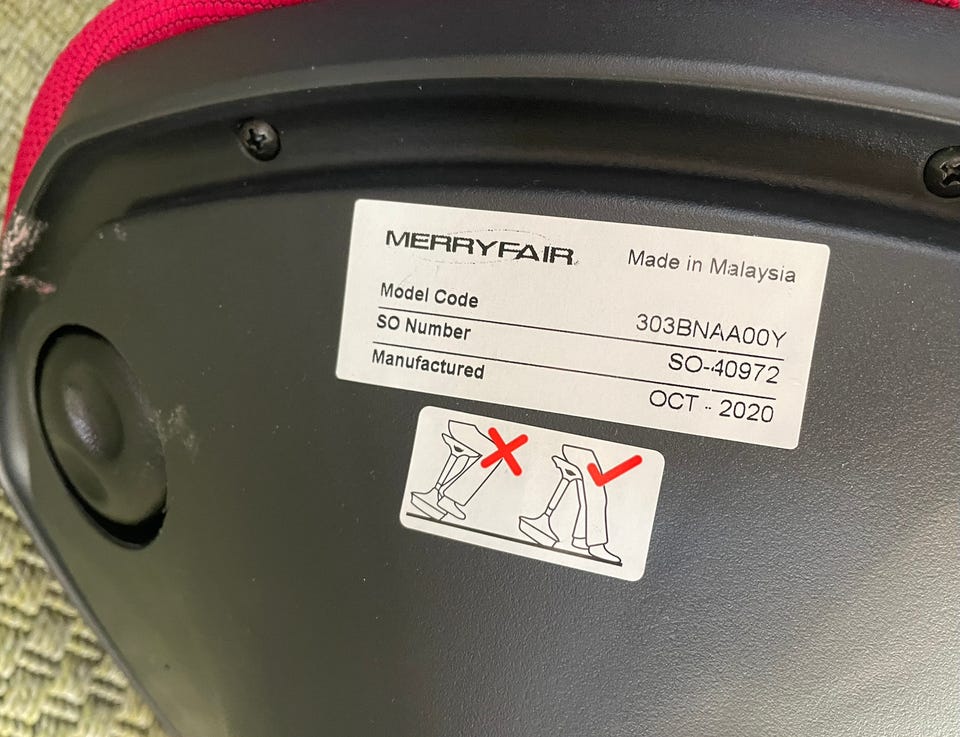 MERRYFAIR
Made in Malaysia
Model Code 303BNAA00Y
SO Number SO-40972
Manufactured OCT - 2020